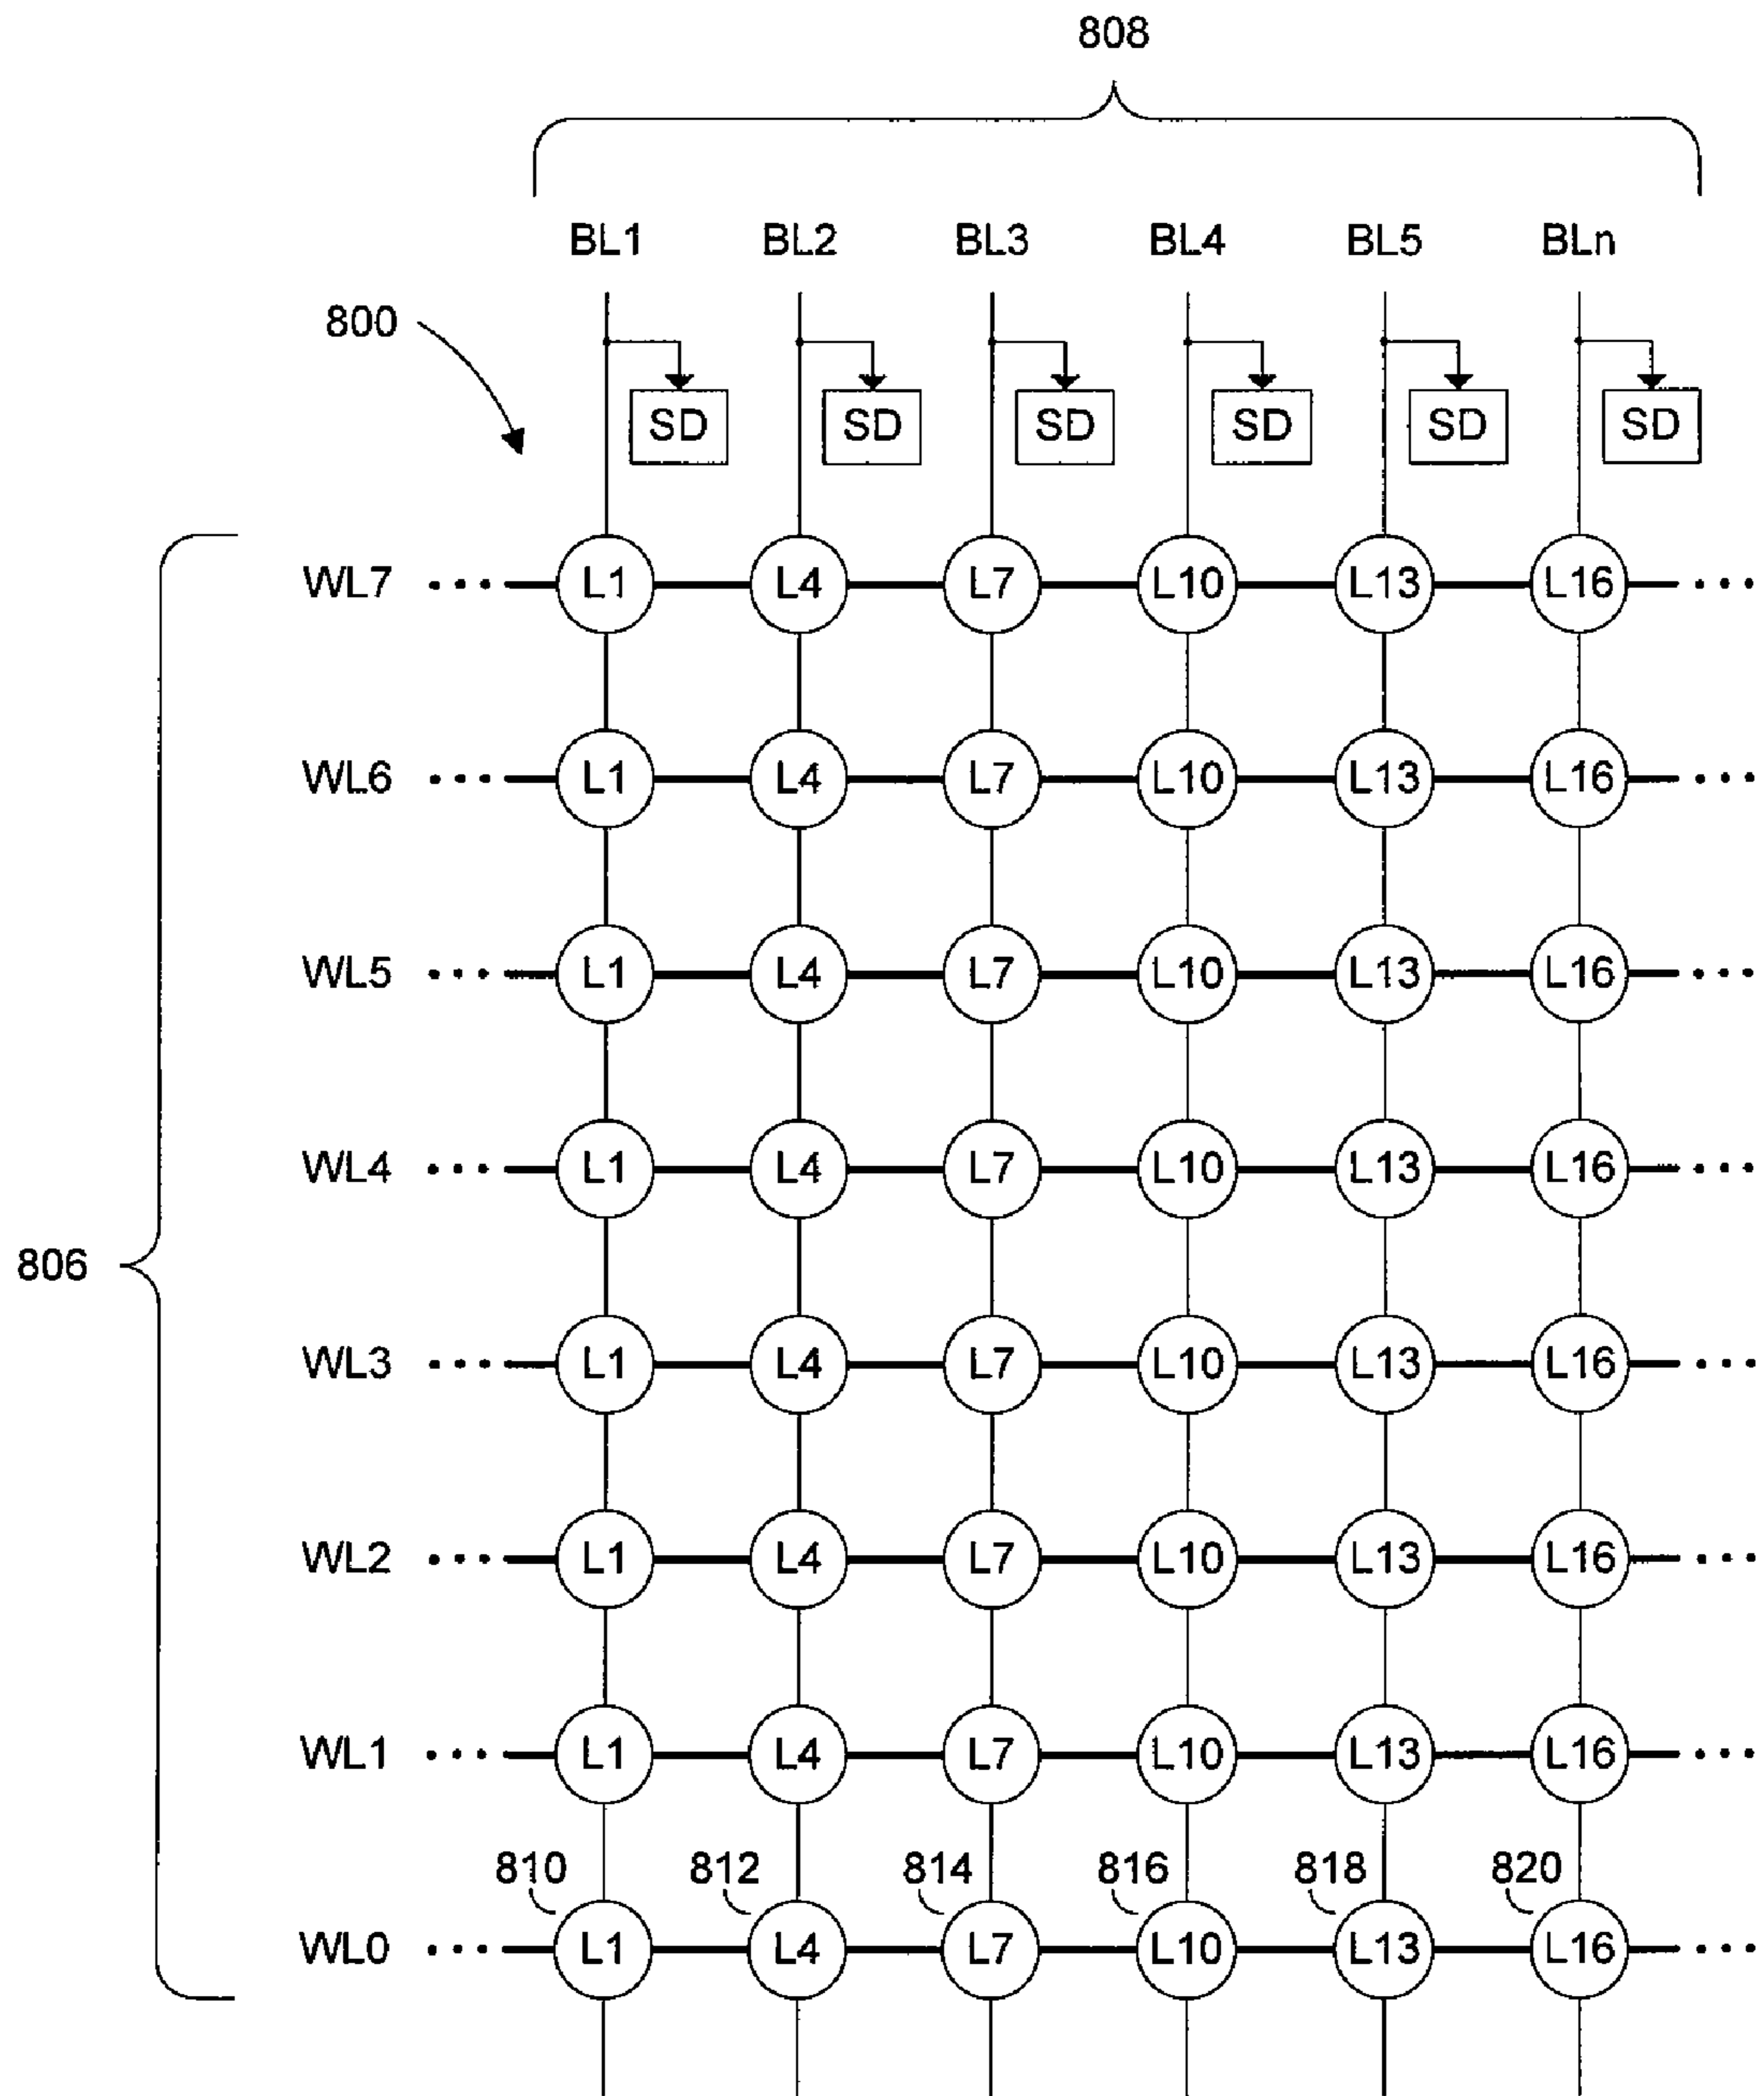 808
BL1 BL2 BL3 BL4 BL5 BLn
800
SD SD SD SD SD SD
WL7 ••• L1 L4 L7 L10 L13 L16 •••
WL6 ••• L1 L4 L7 L10 L13 L16 •••
WL5 ••• L1 L4 L7 L10 L13 L16 •••
WL4 ••• L1 L4 L7 L10 L13 L16 •••
806
WL3 ••• L1 L4 L7 L10 L13 L16 •••
WL2 ••• L1 L4 L7 L10 L13 L16 •••
WL1 ••• L1 L4 L7 L10 L13 L16 •••
810 812 814 816 818 820
WL0 ••• L1 L4 L7 L10 L13 L16 •••